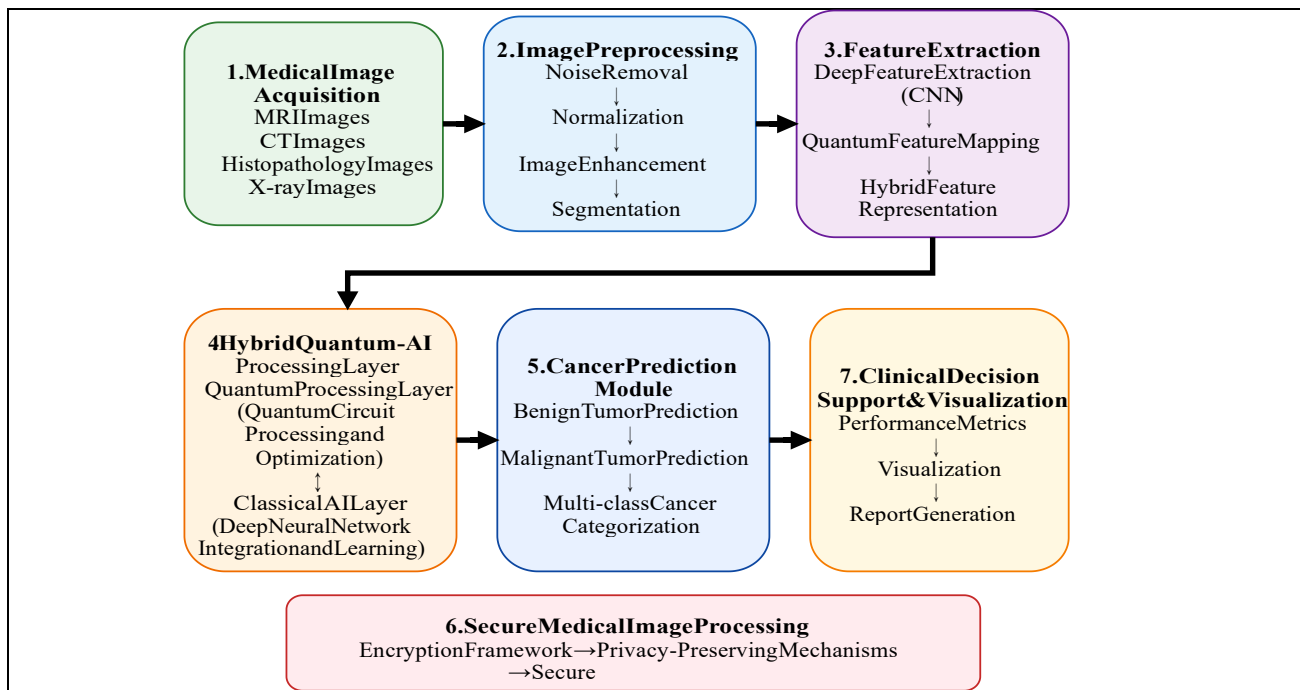 1.MedicalImage
Acquisition
MRIImages
CTImages
HistopathologyImages
X-rayImages
2.ImagePreprocessing
NoiseRemoval
↓
Normalization
↓
ImageEnhancement
↓
Segmentation
3.FeatureExtraction
DeepFeatureExtraction
(CNN)
↓
QuantumFeatureMapping
↓
HybridFeature
Representation
4HybridQuantum-AI
ProcessingLayer
QuantumProcessingLayer
(QuantumCircuit
Processingand
Optimization)
↕
ClassicalAILayer
(DeepNeuralNetwork
IntegrationandLearning)
5.CancerPrediction
Module
BenignTumorPrediction
↓
MalignantTumorPrediction
↓
Multi-classCancer
Categorization
7.ClinicalDecision
Support&Visualization
PerformanceMetrics
↓
Visualization
↓
ReportGeneration
6.SecureMedicalImageProcessing
EncryptionFramework→Privacy-PreservingMechanisms
→Secure